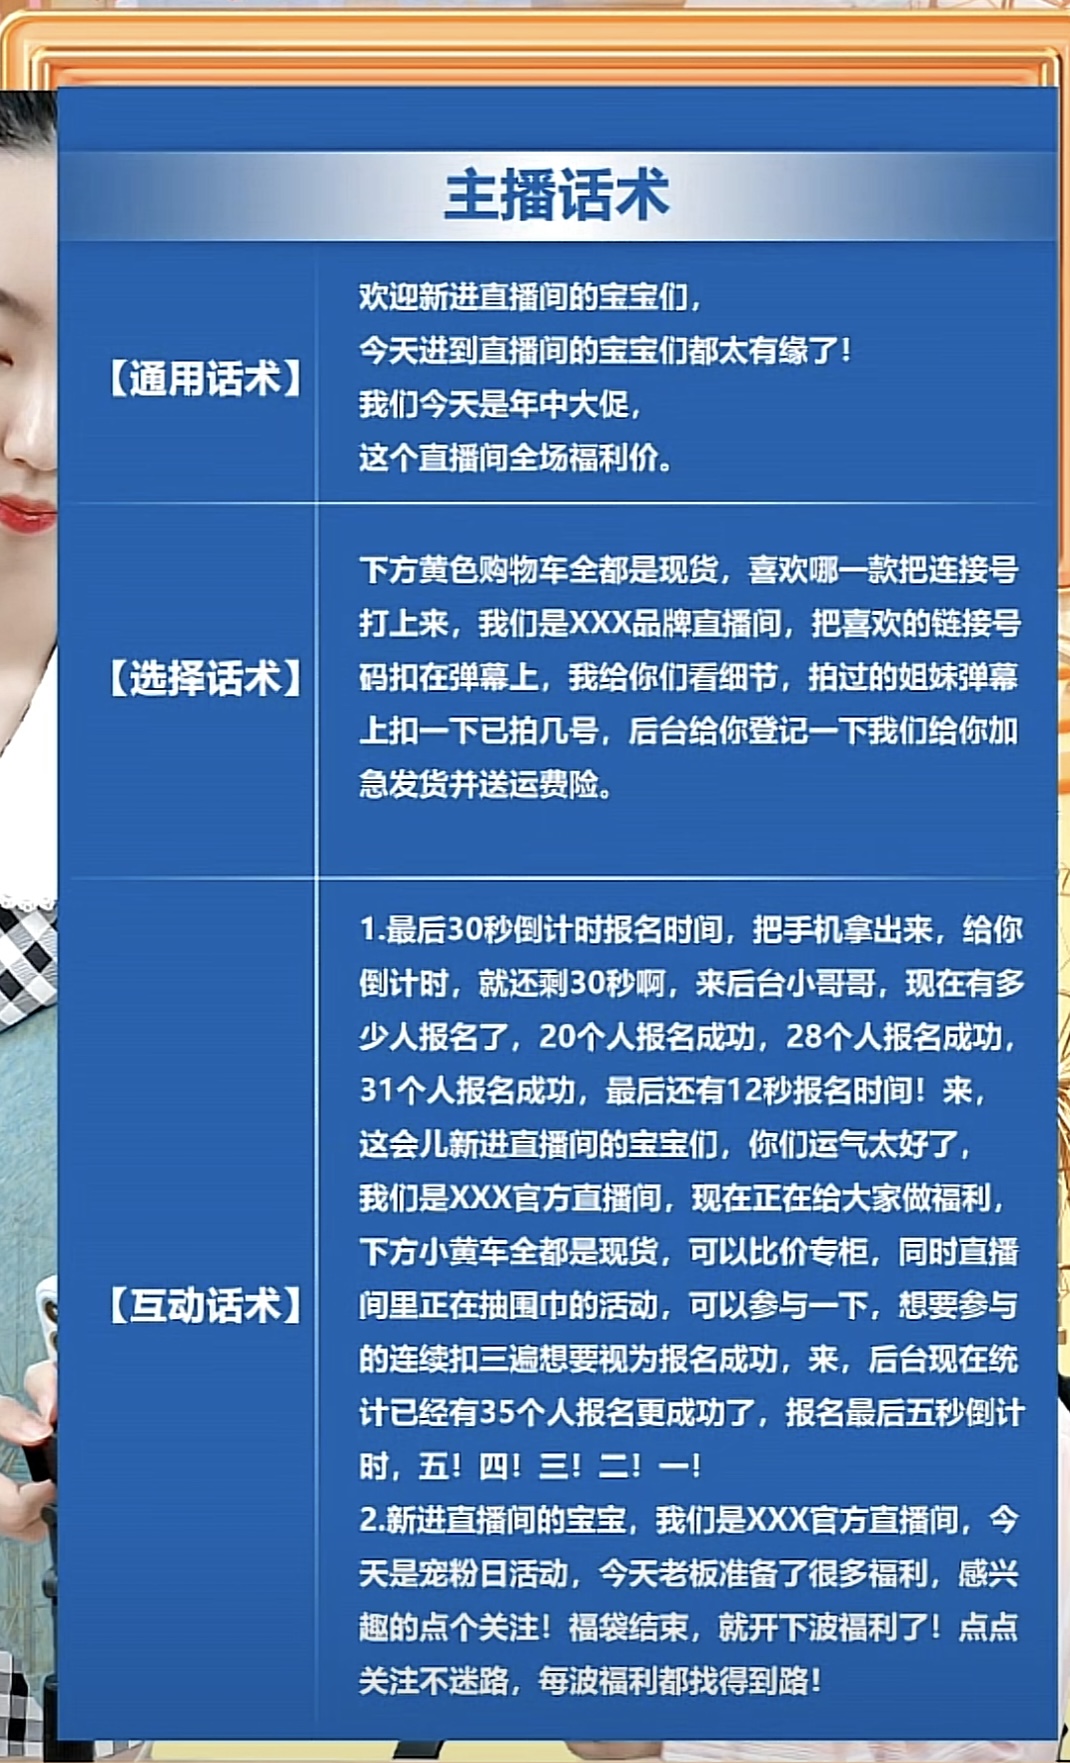 主播话术
【通用话术】
欢迎新进直播间的宝宝们，
今天进到直播间的宝宝们都太有缘了！
我们今天是年中大促，
这个直播间全场福利价。
【选择话术】
下方黄色购物车全都是现货，喜欢哪一款把连接号
打上来，我们是XXX品牌直播间，把喜欢的链接号
码扣在弹幕上，我给你们看细节，拍过的姐妹弹幕
上扣一下已拍几号，后台给你登记一下我们给你加
急发货并送运费险。
【互动话术】
1.最后30秒倒计时报名时间，把手机拿出来，给你
倒计时，就还剩30秒啊，来后台小哥哥，现在有多
少人报名了，20个人报名成功，28个人报名成功，
31个人报名成功，最后还有12秒报名时间！来，
这会儿新进直播间的宝宝们，你们运气太好了，
我们是XXX官方直播间，现在正在给大家做福利，
下方小黄车全都是现货，可以比价专柜，同时直播
间里正在抽围巾的活动，可以参与一下，想要参与
的连续扣三遍想要视为报名成功，来，后台现在统
计已经有35个人报名更成功了，报名最后五秒倒计
时，五！四！三！二！一！
2.新进直播间的宝宝，我们是XXX官方直播间，今
天是宠粉日活动，今天老板准备了很多福利，感兴
趣的点个关注！福袋结束，就开下波福利了！点点
关注不迷路，每波福利都找得到路！